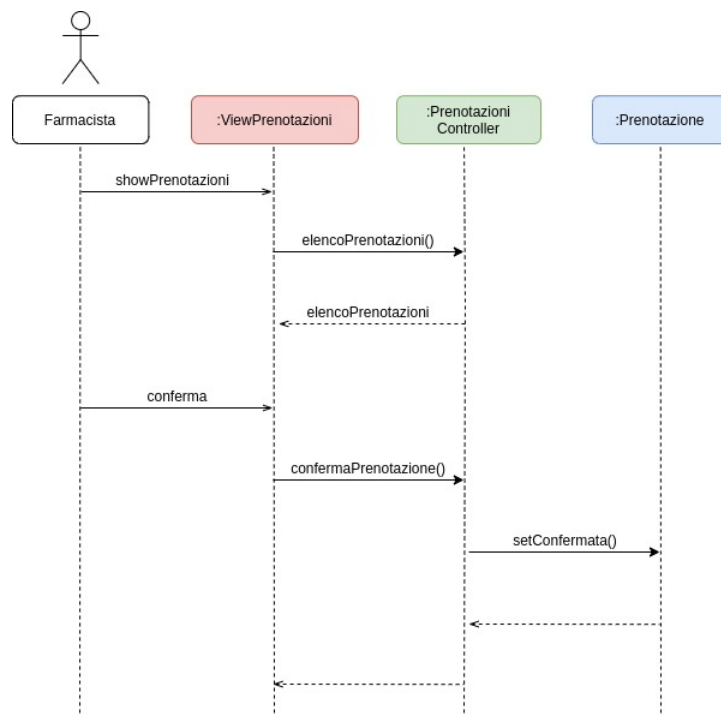 Farmacista
:ViewPrenotazioni
:Prenotazioni
Controller
:Prenotazione
showPrenotazioni
elencoPrenotazioni()
elencoPrenotazioni
conferma
confermaPrenotazione()
setConfermata()